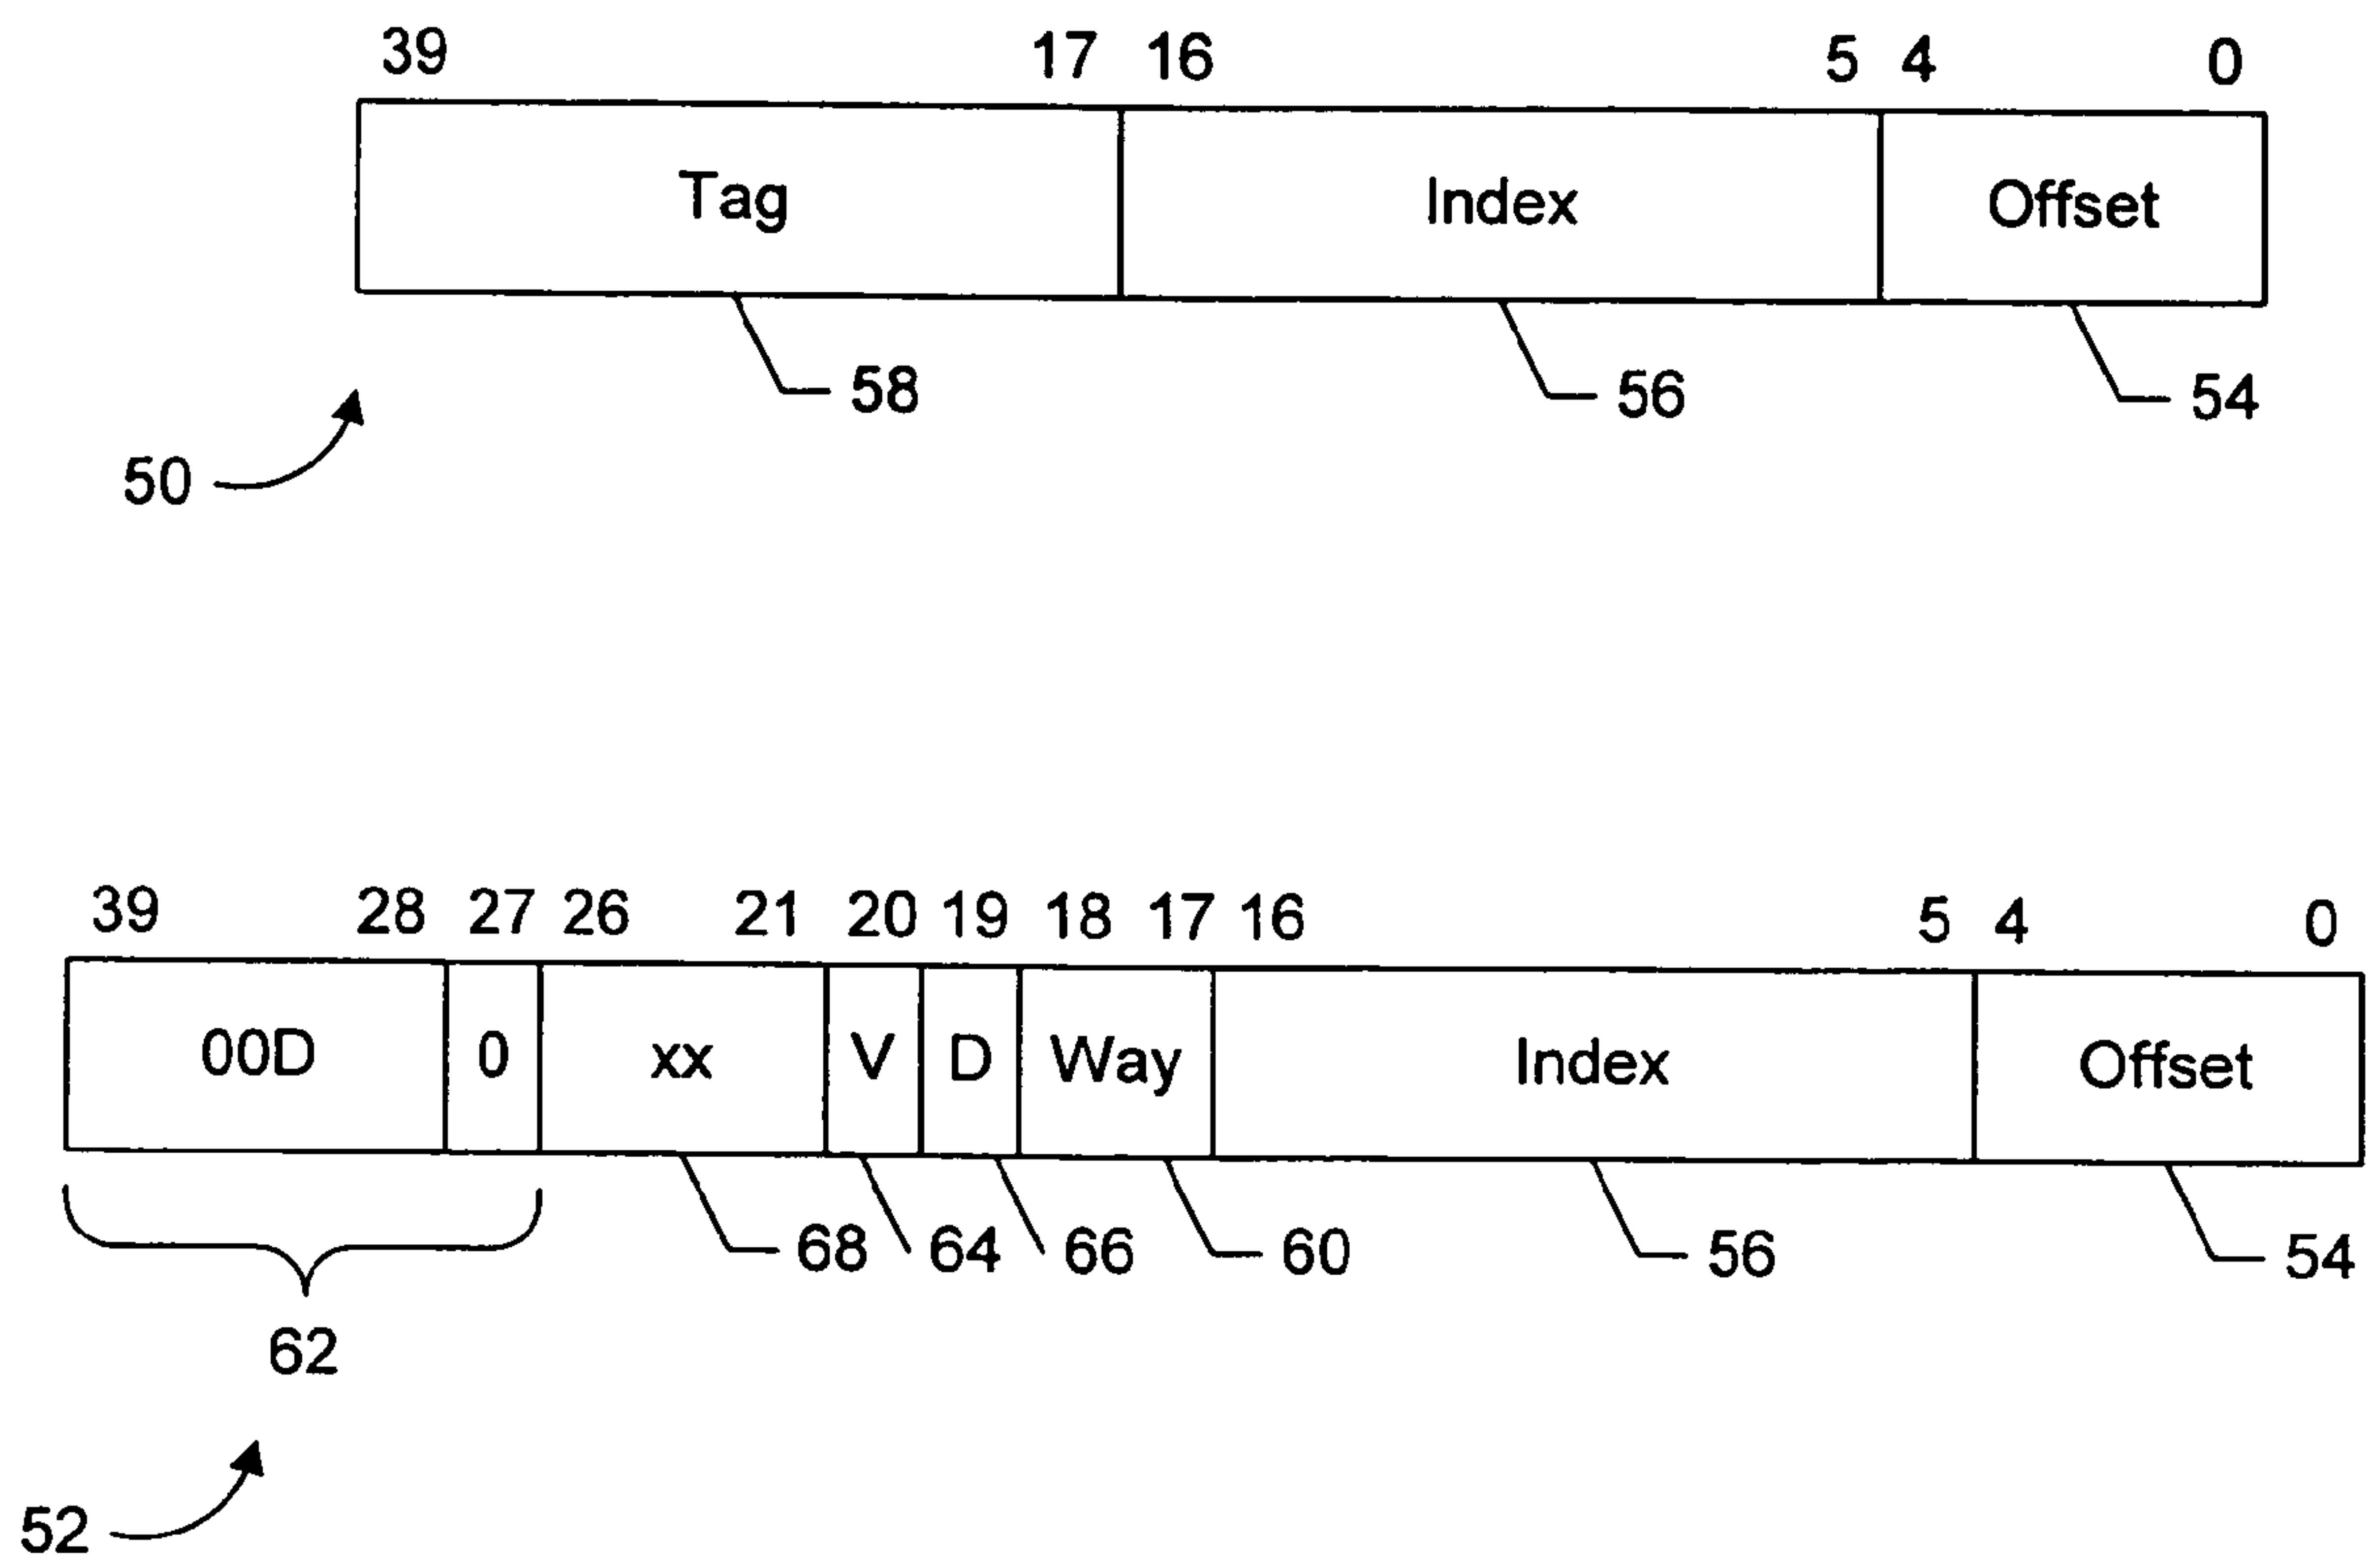 39 17 16 5 4 0
Tag Index Offset
58 56 54
50
39 28 27 26 21 20 19 18 17 16 5 4 0
00D 0 xx V D Way Index Offset
68 64 66 60 56 54
62
52